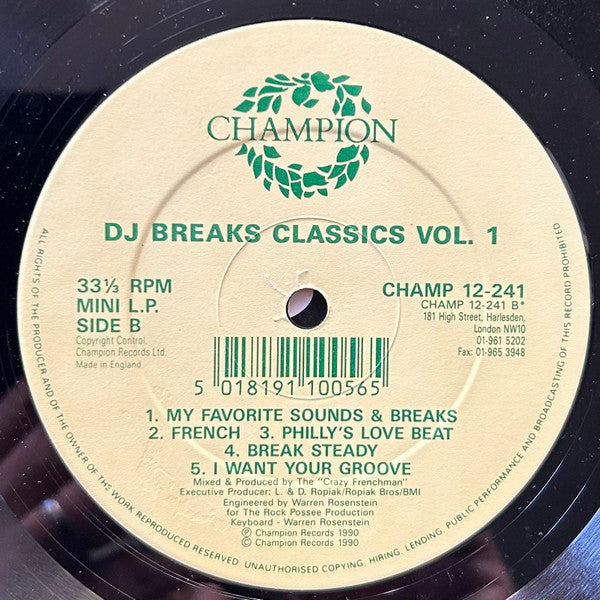 CHAMPION
DJ BREAKS CLASSICS VOL. 1
33⅓ RPM
MINI L.P.
SIDE B
Copyright Control.
Champion Records Ltd.
Made in England
CHAMP 12-241
CHAMP 12-241 B*
181 High Street, Harlesden,
London NW10
01-961 5202
Fax: 01-965 3948
5 018191 100565
1. MY FAVORITE SOUNDS & BREAKS
2. FRENCH 3. PHILLY'S LOVE BEAT
4. BREAK STEADY
5. I WANT YOUR GROOVE
Mixed & Produced by The "Crazy Frenchman"
Executive Producer: L. & D. Ropiak/Ropiak Bros/BMI
Engineered by Warren Rosenstein
for The Rock Possee Production
Keyboard - Warren Rosenstein
℗ Champion Records 1990
© Champion Records 1990
ALL RIGHTS OF THE PRODUCER AND OF THE OWNER OF THE WORK REPRODUCED RESERVED. UNAUTHORISED COPYING, HIRING, LENDING, PUBLIC PERFORMANCE AND BROADCASTING OF THIS RECORD PROHIBITED